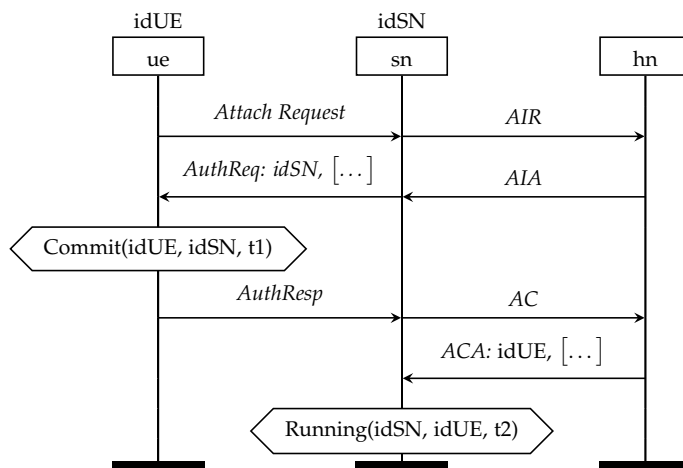 idUE idSN
ue sn hn
Attach Request AIR
AuthReq: idSN, [...] AIA
Commit(idUE, idSN, t1)
AuthResp AC
ACA: idUE, [...]
Running(idSN, idUE, t2)